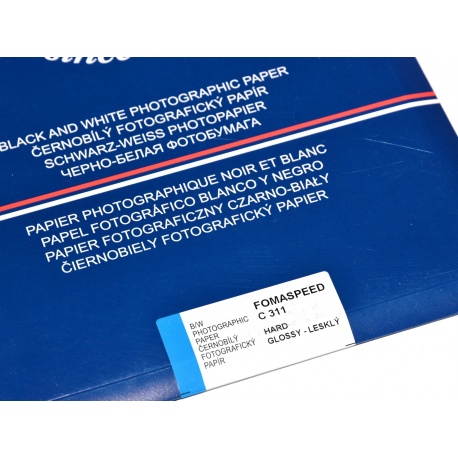 since
BLACK AND WHITE PHOTOGRAPHIC PAPER
ČERNOBÍLÝ FOTOGRAFICKÝ PAPÍR
SCHWARZ-WEISS PHOTOPAPIER
ЧЕРНО-БЕЛАЯ ФОТОБУМАГА
PAPIER PHOTOGRAPHIQUE NOIR ET BLANC
PAPEL FOTOGRÁFICO BLANCO Y NEGRO
PAPIER FOTOGRAFICZNY CZARNO-BIAŁY
ČIERNOBIELY FOTOGRAFICKÝ PAPIER
B/W
PHOTOGRAPHIC
PAPER
ČERNOBÍLÝ
FOTOGRAFICKÝ
PAPÍR
FOMASPEED
C 311
HARD
GLOSSY - LESKLÝ